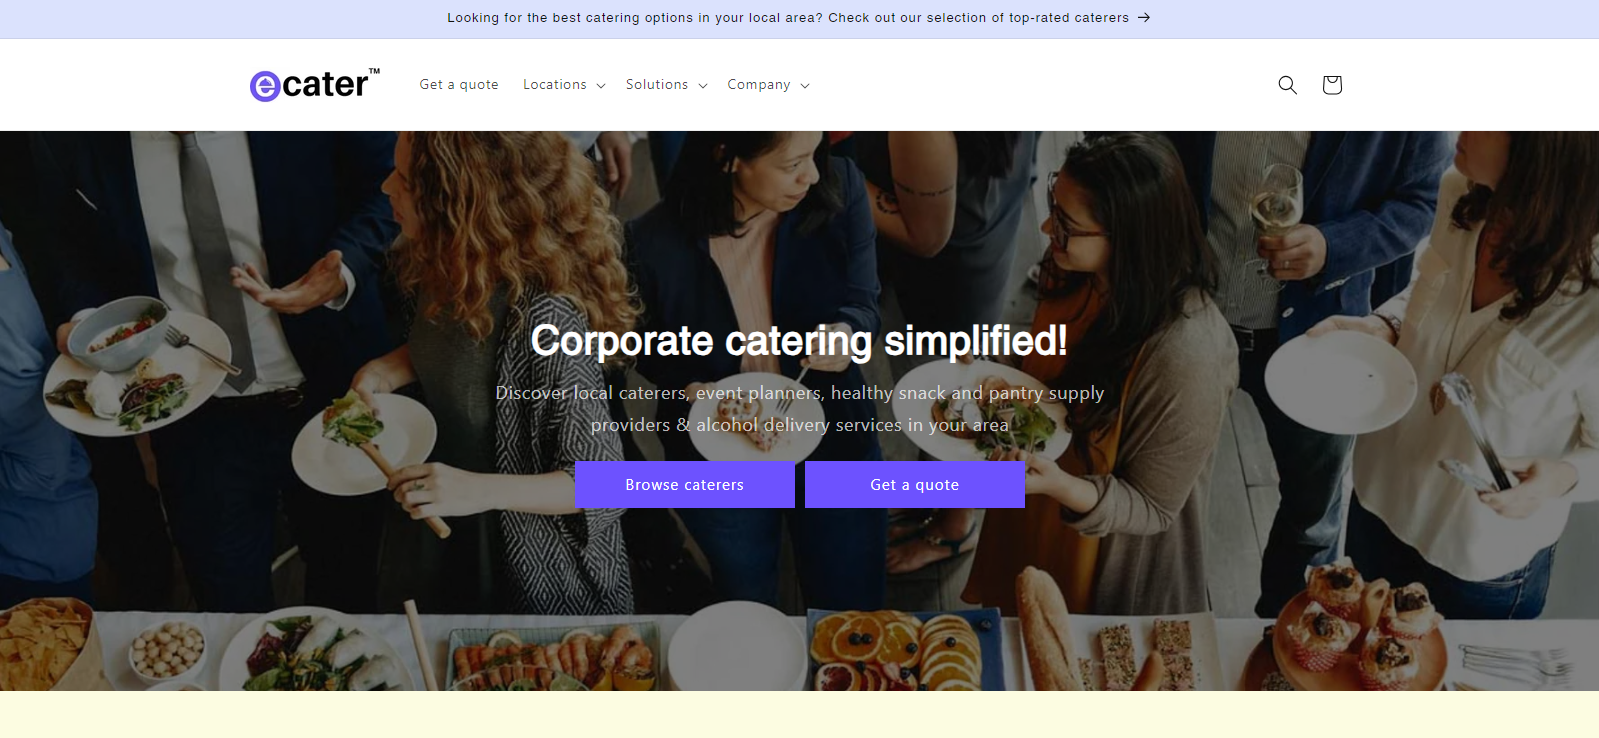 Looking for the best catering options in your local area? Check out our selection of top-rated caterers →
ecater™
Get a quote
Locations
Solutions
Company
Corporate catering simplified!
Discover local caterers, event planners, healthy snack and pantry supply
providers & alcohol delivery services in your area
Browse caterers
Get a quote